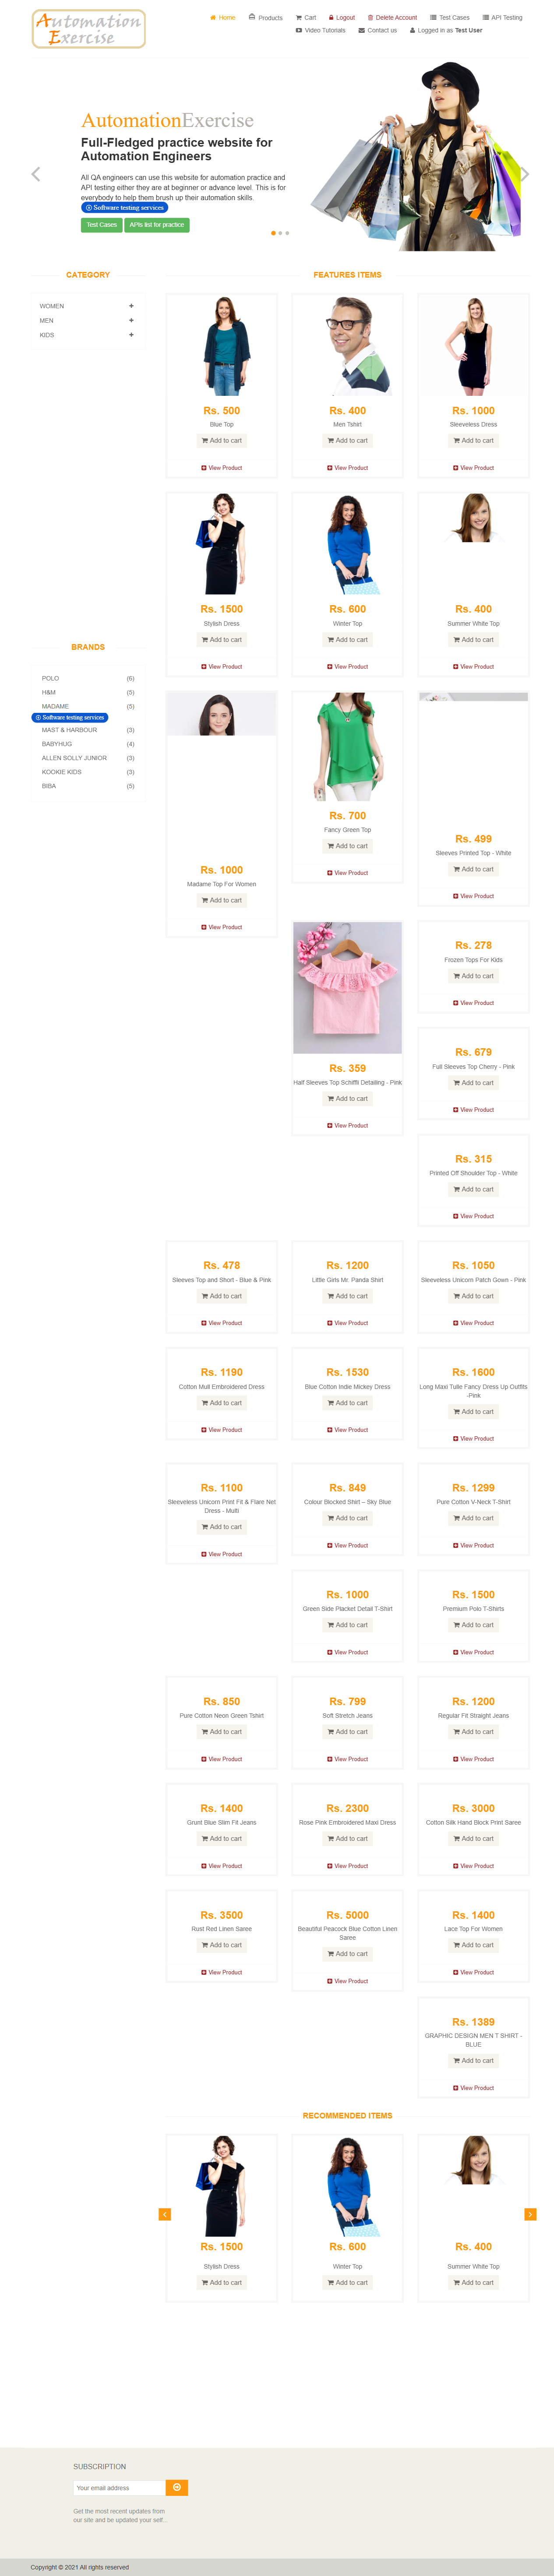 Automation
Exercise
Home
Products
Cart
Logout
Delete Account
Test Cases
API Testing
Video Tutorials
Contact us
Logged in as Test User
AutomationExercise
Full-Fledged practice website for
Automation Engineers
All QA engineers can use this website for automation practice and
API testing either they are at beginner or advance level. This is for
everybody to help them brush up their automation skills.
Software testing services
Test Cases
APIs list for practice
CATEGORY
WOMEN
MEN
KIDS
BRANDS
POLO (6)
H&M (5)
MADAME (5)
Software testing services
MAST & HARBOUR (3)
BABYHUG (4)
ALLEN SOLLY JUNIOR (3)
KOOKIE KIDS (3)
BIBA (5)
FEATURES ITEMS
Rs. 500
Blue Top
Add to cart
View Product
Rs. 400
Men Tshirt
Add to cart
View Product
Rs. 1000
Sleeveless Dress
Add to cart
View Product
Rs. 1500
Stylish Dress
Add to cart
View Product
Rs. 600
Winter Top
Add to cart
View Product
Rs. 400
Summer White Top
Add to cart
View Product
Rs. 1000
Madame Top For Women
Add to cart
View Product
Rs. 700
Fancy Green Top
Add to cart
View Product
Rs. 499
Sleeves Printed Top - White
Add to cart
View Product
Rs. 359
Half Sleeves Top Schiffli Detailing - Pink
Add to cart
View Product
Rs. 278
Frozen Tops For Kids
Add to cart
View Product
Rs. 679
Full Sleeves Top Cherry - Pink
Add to cart
View Product
Rs. 315
Printed Off Shoulder Top - White
Add to cart
View Product
Rs. 478
Sleeves Top and Short - Blue & Pink
Add to cart
View Product
Rs. 1200
Little Girls Mr. Panda Shirt
Add to cart
View Product
Rs. 1050
Sleeveless Unicorn Patch Gown - Pink
Add to cart
View Product
Rs. 1190
Cotton Mull Embroidered Dress
Add to cart
View Product
Rs. 1530
Blue Cotton Indie Mickey Dress
Add to cart
View Product
Rs. 1600
Long Maxi Tulle Fancy Dress Up Outfits
-Pink
Add to cart
View Product
Rs. 1100
Sleeveless Unicorn Print Fit & Flare Net
Dress - Multi
Add to cart
View Product
Rs. 849
Colour Blocked Shirt – Sky Blue
Add to cart
View Product
Rs. 1299
Pure Cotton V-Neck T-Shirt
Add to cart
View Product
Rs. 1000
Green Side Placket Detail T-Shirt
Add to cart
View Product
Rs. 1500
Premium Polo T-Shirts
Add to cart
View Product
Rs. 850
Pure Cotton Neon Green Tshirt
Add to cart
View Product
Rs. 799
Soft Stretch Jeans
Add to cart
View Product
Rs. 1200
Regular Fit Straight Jeans
Add to cart
View Product
Rs. 1400
Grunt Blue Slim Fit Jeans
Add to cart
View Product
Rs. 2300
Rose Pink Embroidered Maxi Dress
Add to cart
View Product
Rs. 3000
Cotton Silk Hand Block Print Saree
Add to cart
View Product
Rs. 3500
Rust Red Linen Saree
Add to cart
View Product
Rs. 5000
Beautiful Peacock Blue Cotton Linen
Saree
Add to cart
View Product
Rs. 1400
Lace Top For Women
Add to cart
View Product
Rs. 1389
GRAPHIC DESIGN MEN T SHIRT -
BLUE
Add to cart
View Product
RECOMMENDED ITEMS
Rs. 1500
Stylish Dress
Add to cart
Rs. 600
Winter Top
Add to cart
Rs. 400
Summer White Top
Add to cart
SUBSCRIPTION
Your email address
Get the most recent updates from
our site and be updated your self...
Copyright © 2021 All rights reserved